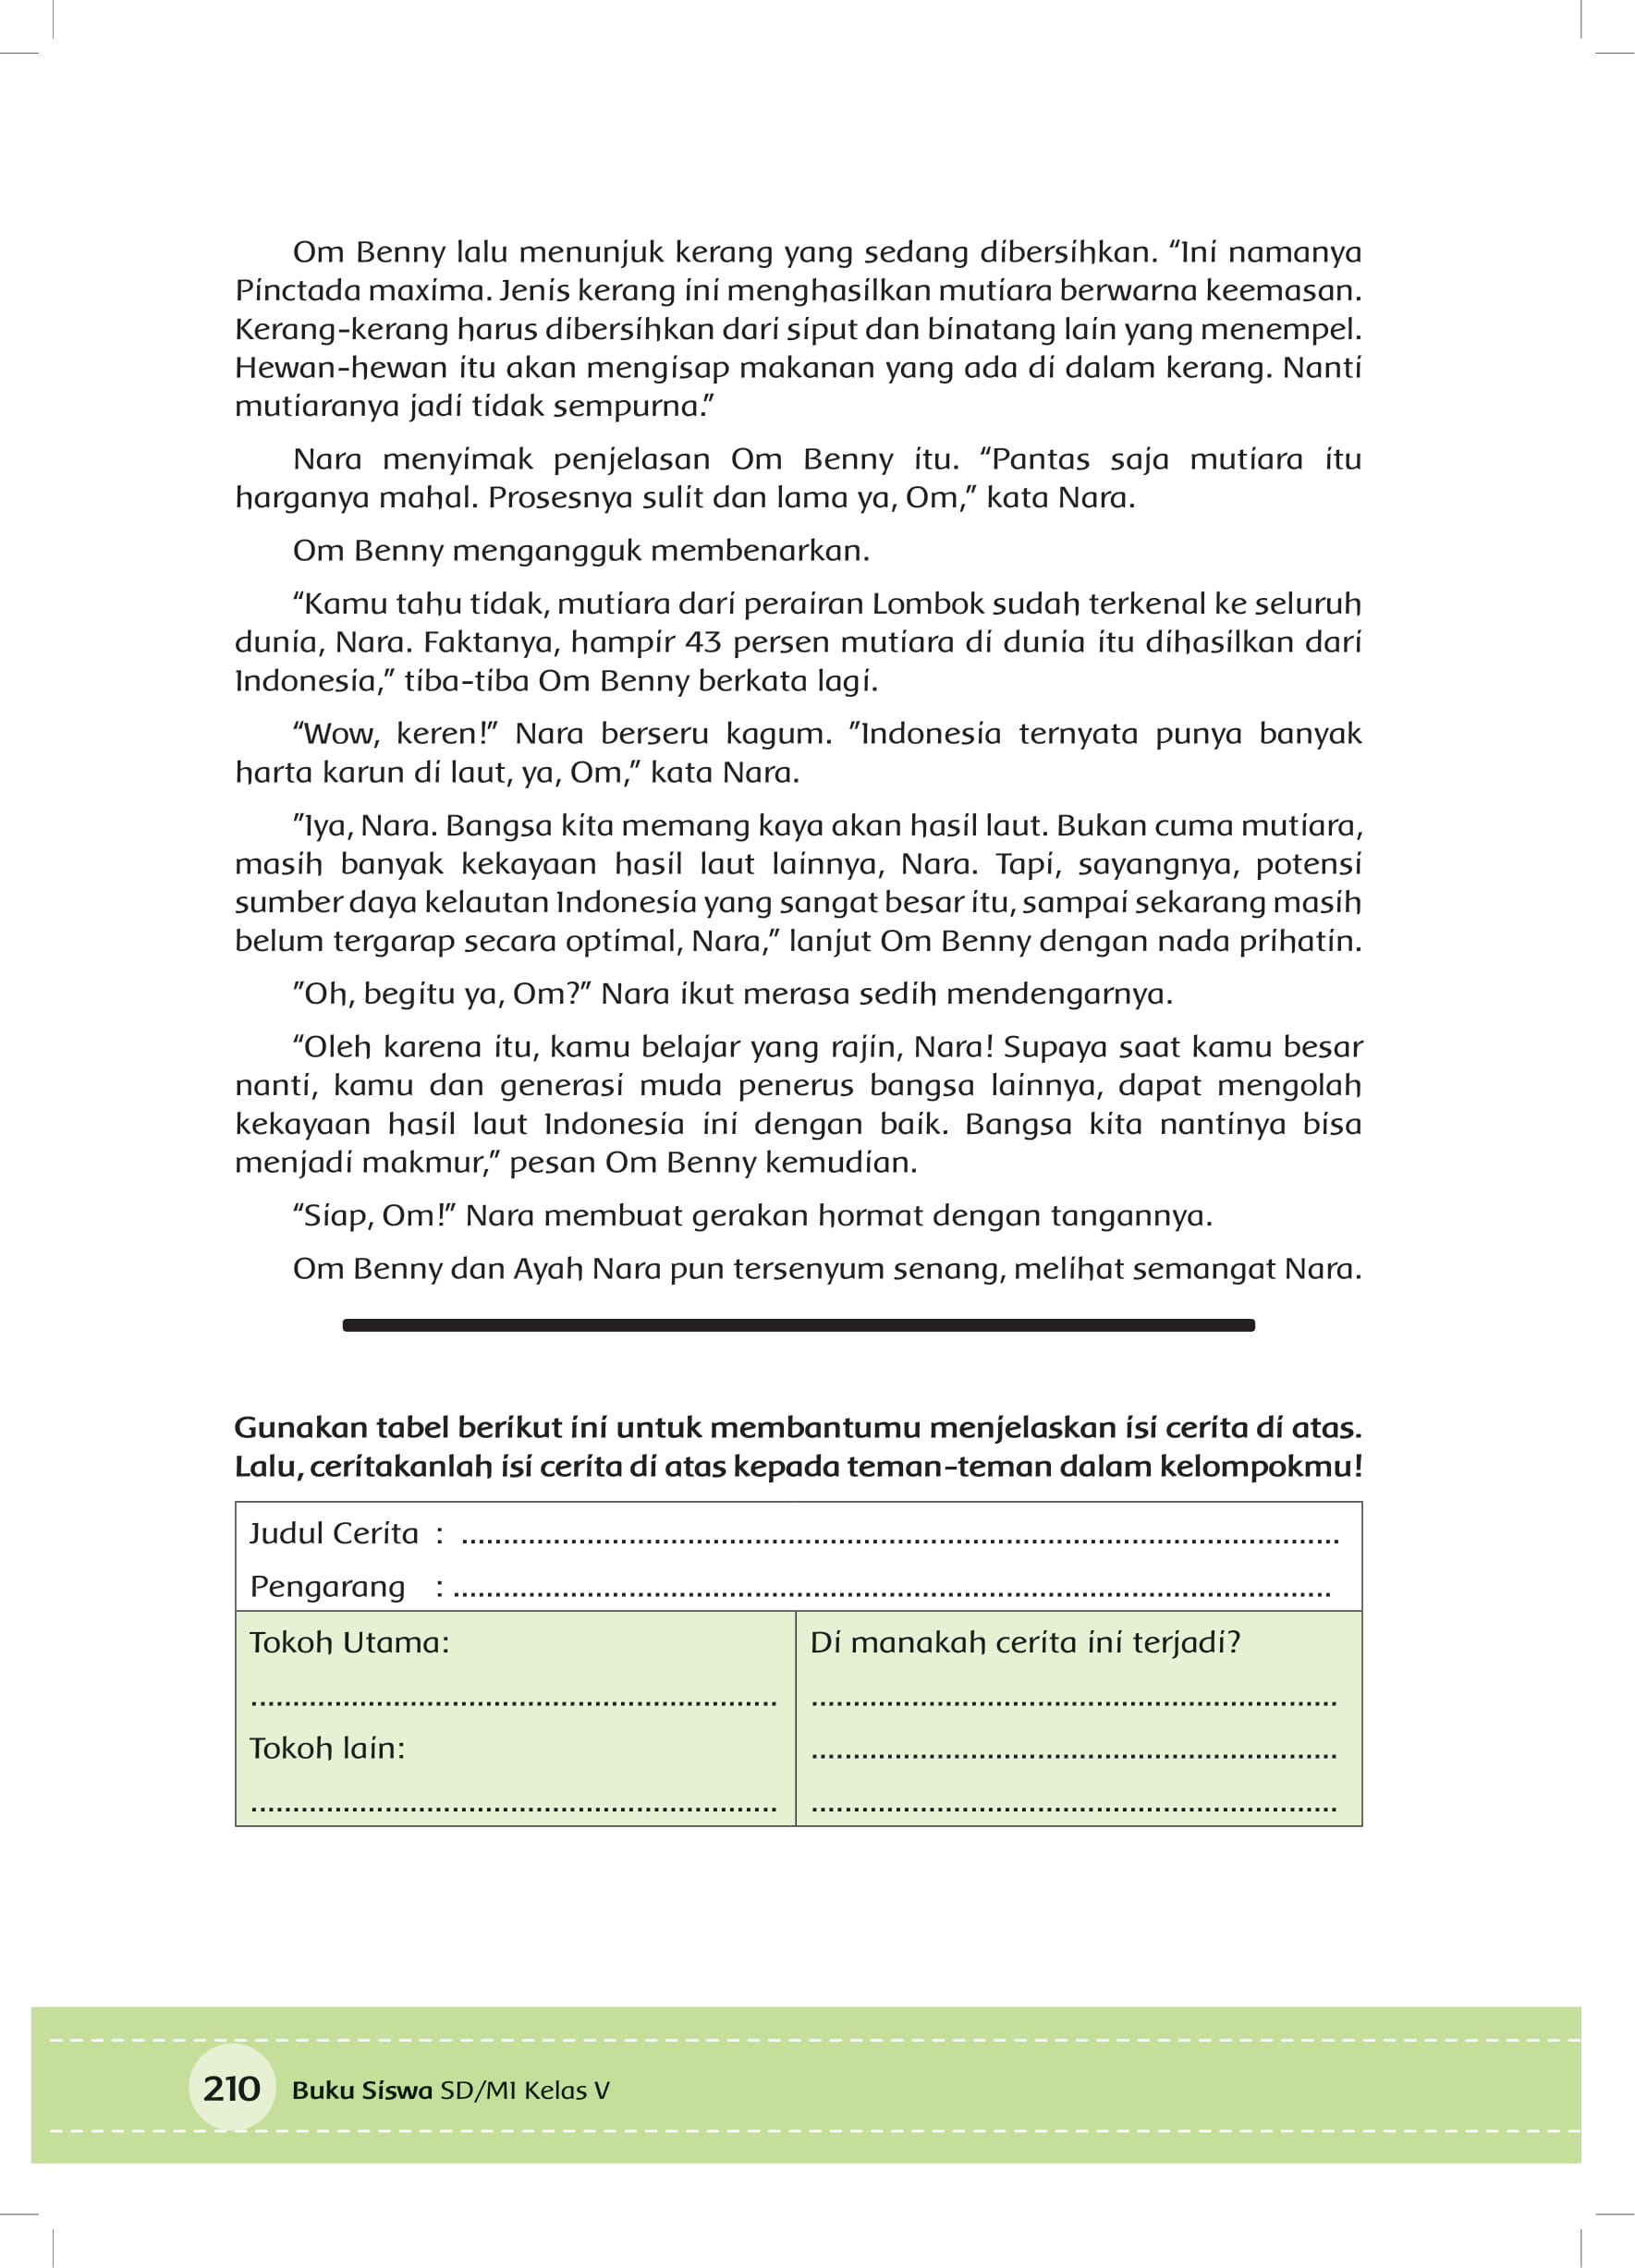 Om Benny lalu menunjuk kerang yang sedang dibersihkan. “Ini namanya
Pinctada maxima. Jenis kerang ini menghasilkan mutiara berwarna keemasan.
Kerang-kerang harus dibersihkan dari siput dan binatang lain yang menempel.
Hewan-hewan itu akan mengisap makanan yang ada di dalam kerang. Nanti
mutiaranya jadi tidak sempurna.”
Nara menyimak penjelasan Om Benny itu. “Pantas saja mutiara itu
harganya mahal. Prosesnya sulit dan lama ya, Om,” kata Nara.
Om Benny mengangguk membenarkan.
“Kamu tahu tidak, mutiara dari perairan Lombok sudah terkenal ke seluruh
dunia, Nara. Faktanya, hampir 43 persen mutiara di dunia itu dihasilkan dari
Indonesia,” tiba-tiba Om Benny berkata lagi.
“Wow, keren!” Nara berseru kagum. ”Indonesia ternyata punya banyak
harta karun di laut, ya, Om,” kata Nara.
”Iya, Nara. Bangsa kita memang kaya akan hasil laut. Bukan cuma mutiara,
masih banyak kekayaan hasil laut lainnya, Nara. Tapi, sayangnya, potensi
sumber daya kelautan Indonesia yang sangat besar itu, sampai sekarang masih
belum tergarap secara optimal, Nara,” lanjut Om Benny dengan nada prihatin.
”Oh, begitu ya, Om?” Nara ikut merasa sedih mendengarnya.
“Oleh karena itu, kamu belajar yang rajin, Nara! Supaya saat kamu besar
nanti, kamu dan generasi muda penerus bangsa lainnya, dapat mengolah
kekayaan hasil laut Indonesia ini dengan baik. Bangsa kita nantinya bisa
menjadi makmur,” pesan Om Benny kemudian.
“Siap, Om!” Nara membuat gerakan hormat dengan tangannya.
Om Benny dan Ayah Nara pun tersenyum senang, melihat semangat Nara.
Gunakan tabel berikut ini untuk membantumu menjelaskan isi cerita di atas.
Lalu, ceritakanlah isi cerita di atas kepada teman-teman dalam kelompokmu!
Judul Cerita : ........................................................................................................
Pengarang : ........................................................................................................
Tokoh Utama:
..............................................................
Tokoh lain:
..............................................................
Di manakah cerita ini terjadi?
..............................................................
..............................................................
..............................................................
210 Buku Siswa SD/MI Kelas V